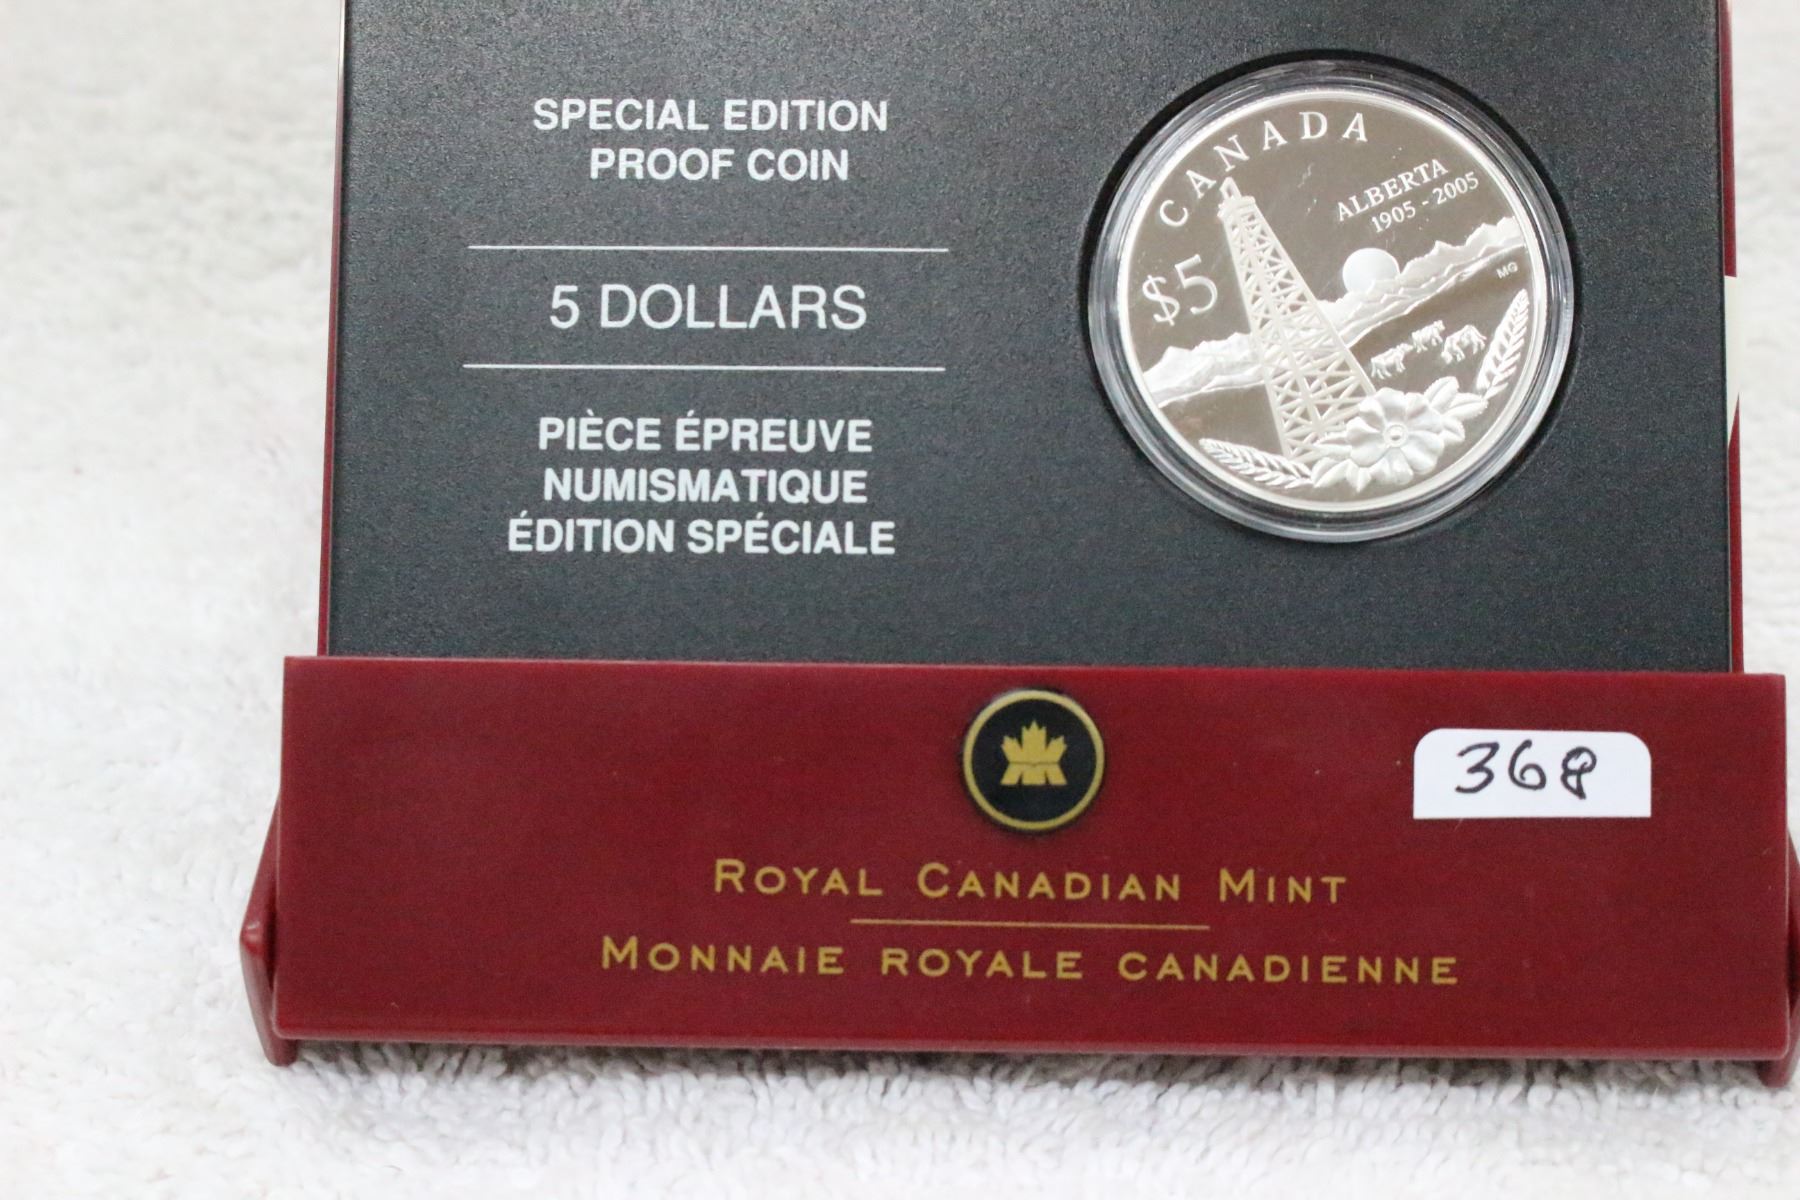 SPECIAL EDITION
PROOF COIN
5 DOLLARS
PIÈCE ÉPREUVE
NUMISMATIQUE
ÉDITION SPÉCIALE
CANADA
ALBERTA
1905 - 2005
$5
MG
368
ROYAL CANADIAN MINT
MONNAIE ROYALE CANADIENNE